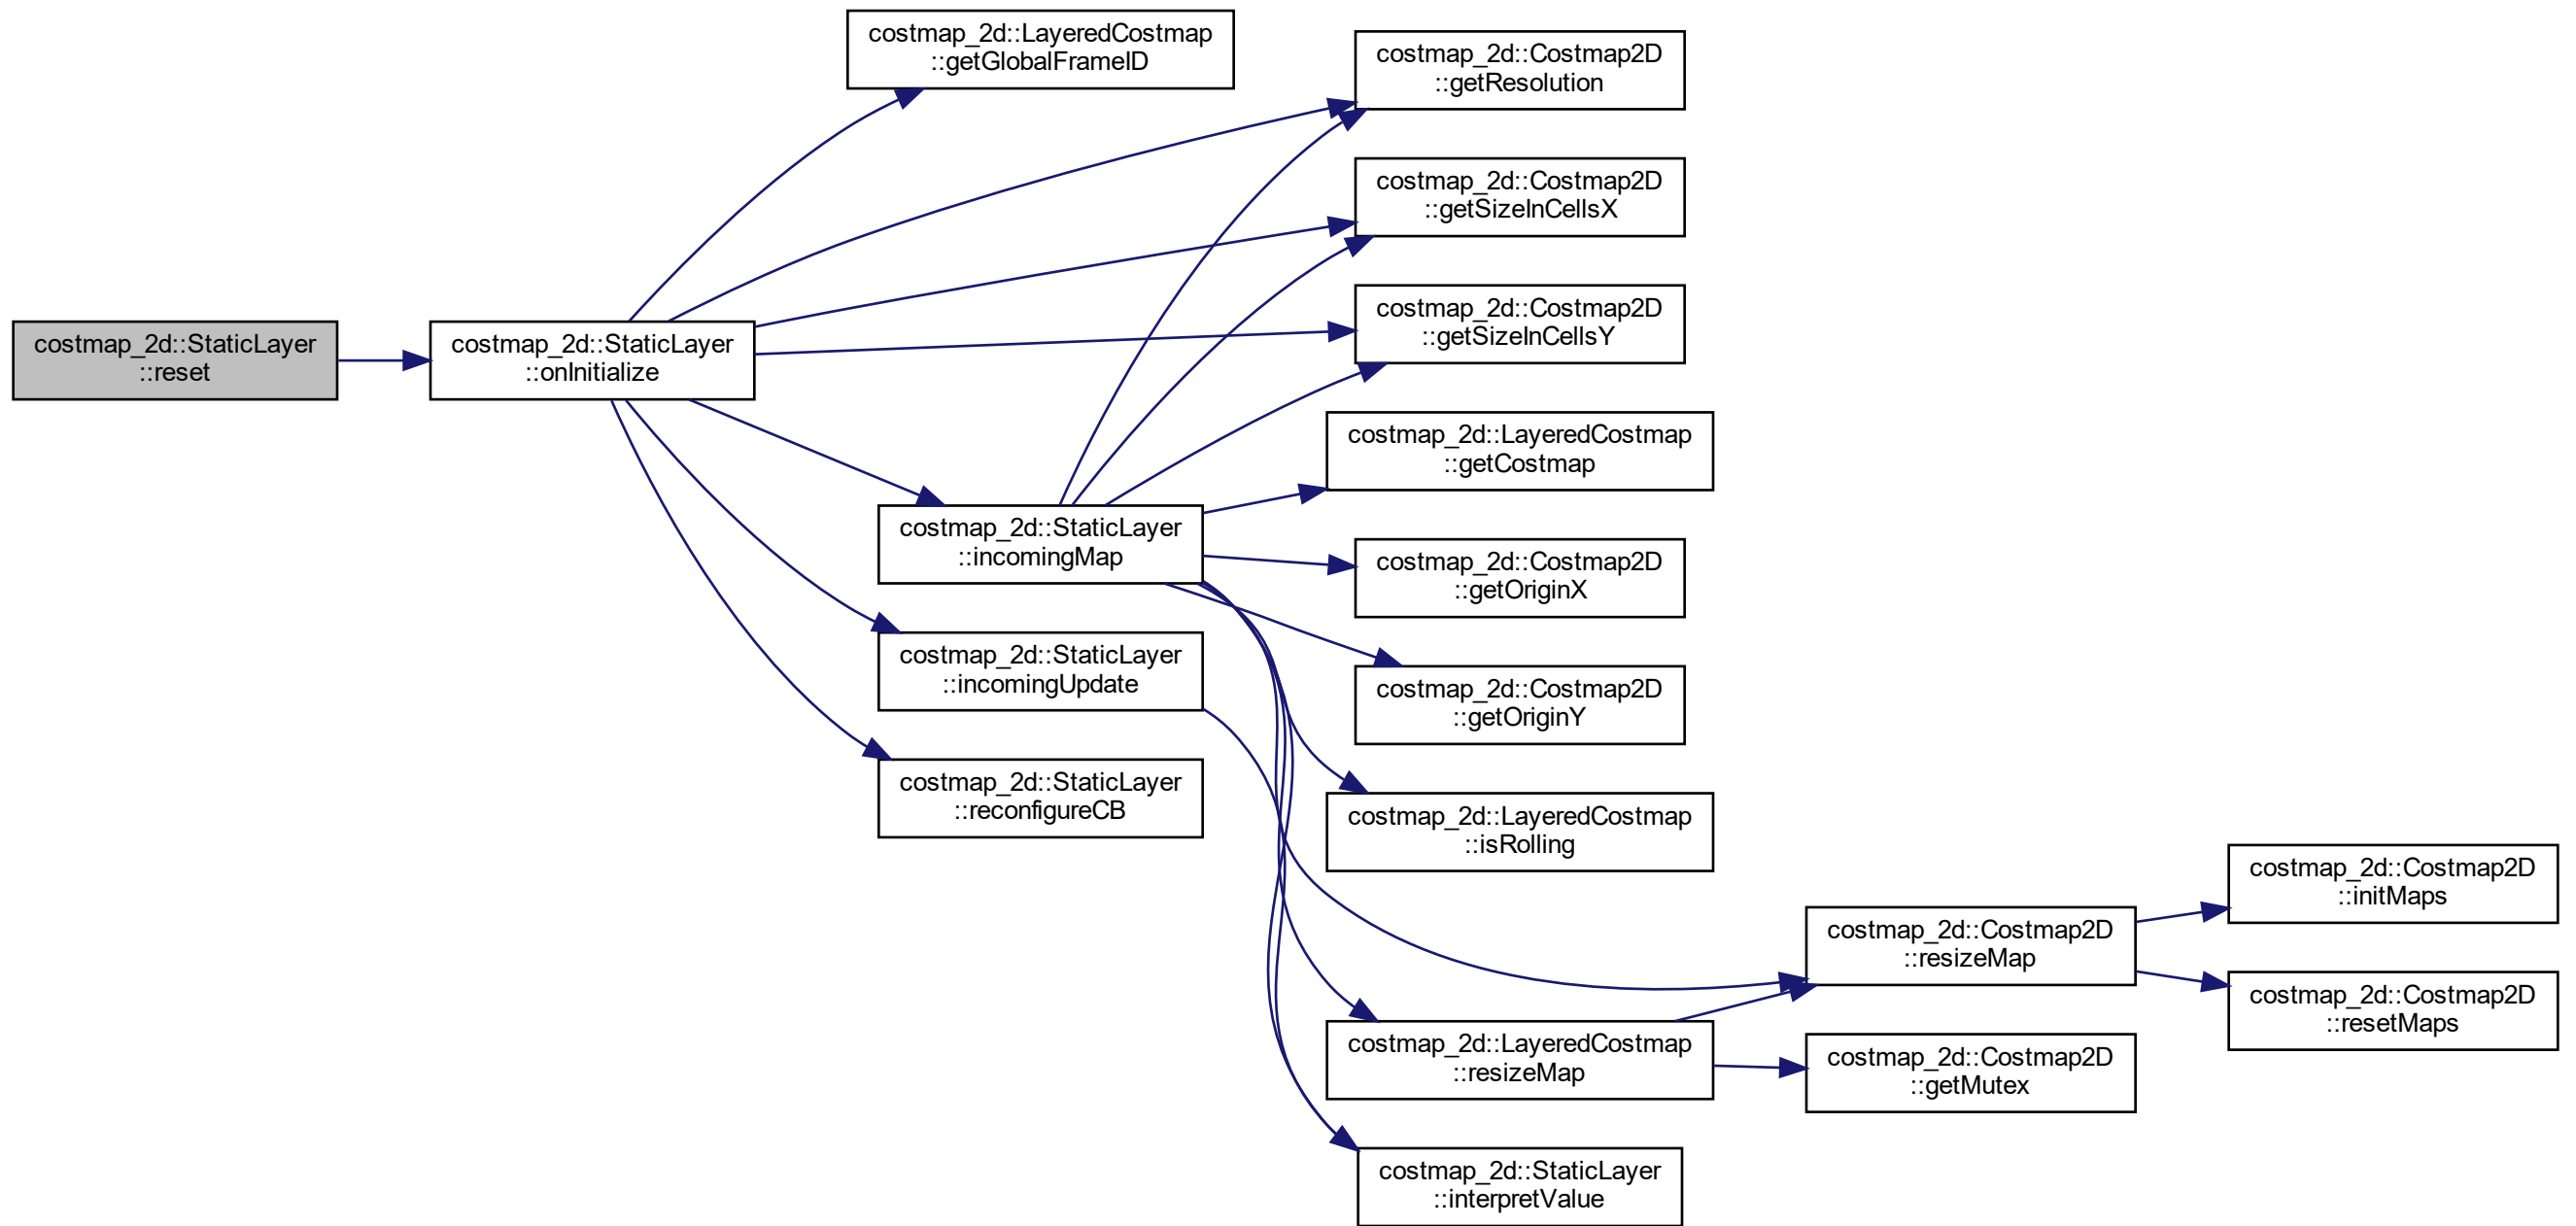 costmap_2d::StaticLayer
::reset
costmap_2d::StaticLayer
::onInitialize
costmap_2d::LayeredCostmap
::getGlobalFrameID
costmap_2d::Costmap2D
::getResolution
costmap_2d::Costmap2D
::getSizeInCellsX
costmap_2d::Costmap2D
::getSizeInCellsY
costmap_2d::StaticLayer
::incomingMap
costmap_2d::LayeredCostmap
::getCostmap
costmap_2d::Costmap2D
::getOriginX
costmap_2d::Costmap2D
::getOriginY
costmap_2d::StaticLayer
::incomingUpdate
costmap_2d::StaticLayer
::reconfigureCB
costmap_2d::LayeredCostmap
::isRolling
costmap_2d::Costmap2D
::resizeMap
costmap_2d::Costmap2D
::initMaps
costmap_2d::Costmap2D
::resetMaps
costmap_2d::LayeredCostmap
::resizeMap
costmap_2d::Costmap2D
::getMutex
costmap_2d::StaticLayer
::interpretValue